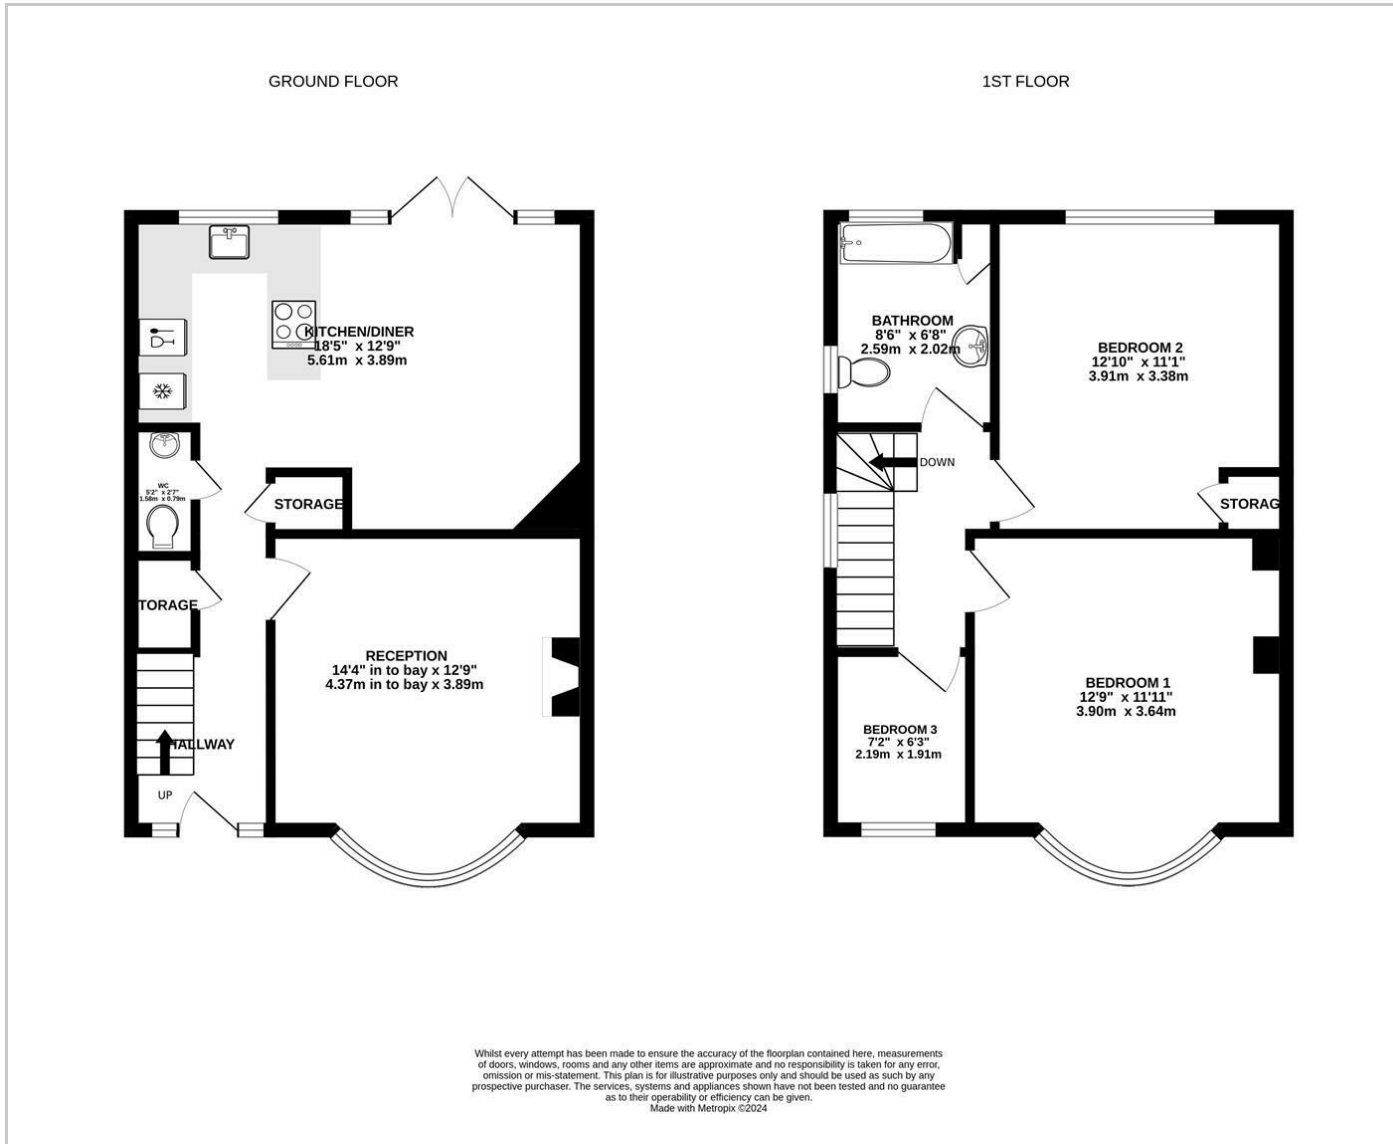 GROUND FLOOR
KITCHEN/DINER
18'5" x 12'9"
5.61m x 3.89m
WC
5'2" x 2'7"
1.58m x 0.79m
STORAGE
TORAGE
RECEPTION
14'4" in to bay x 12'9"
4.37m in to bay x 3.89m
HALLWAY
UP
1ST FLOOR
BATHROOM
8'6" x 6'8"
2.59m x 2.02m
BEDROOM 2
12'10" x 11'1"
3.91m x 3.38m
DOWN
STORAG
BEDROOM 1
12'9" x 11'11"
3.90m x 3.64m
BEDROOM 3
7'2" x 6'3"
2.19m x 1.91m
Whilst every attempt has been made to ensure the accuracy of the floorplan contained here, measurements
of doors, windows, rooms and any other items are approximate and no responsibility is taken for any error,
omission or mis-statement. This plan is for illustrative purposes only and should be used as such by any
prospective purchaser. The services, systems and appliances shown have not been tested and no guarantee
as to their operability or efficiency can be given.
Made with Metropix ©2024